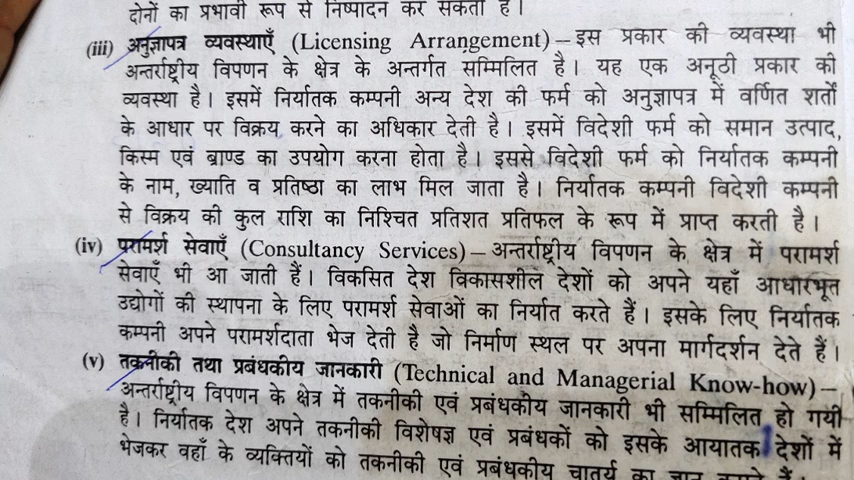 दोनों का प्रभावी रूप से निष्पादन कर सकता है।
(iii) अनुज्ञापत्र व्यवस्थाएँ (Licensing Arrangement) – इस प्रकार की व्यवस्था भी
अन्तर्राष्ट्रीय विपणन के क्षेत्र के अन्तर्गत सम्मिलित है। यह एक अनूठी प्रकार की
व्यवस्था है। इसमें निर्यातक कम्पनी अन्य देश की फर्म को अनुज्ञापत्र में वर्णित शर्तों
के आधार पर विक्रय करने का अधिकार देती है। इसमें विदेशी फर्म को समान उत्पाद,
किस्म एवं ब्राण्ड का उपयोग करना होता है। इससे विदेशी फर्म को निर्यातक कम्पनी
के नाम, ख्याति व प्रतिष्ठा का लाभ मिल जाता है। निर्यातक कम्पनी विदेशी कम्पनी
से विक्रय की कुल राशि का निश्चित प्रतिशत प्रतिफल के रूप में प्राप्त करती है।
(iv) परामर्श सेवाएँ (Consultancy Services) – अन्तर्राष्ट्रीय विपणन के क्षेत्र में परामर्श
सेवाएँ भी आ जाती हैं। विकसित देश विकासशील देशों को अपने यहाँ आधारभूत
उद्योगों की स्थापना के लिए परामर्श सेवाओं का निर्यात करते हैं। इसके लिए निर्यातक
कम्पनी अपने परामर्शदाता भेज देती है जो निर्माण स्थल पर अपना मार्गदर्शन देते हैं।
(v) तकनीकी तथा प्रबंधकीय जानकारी (Technical and Managerial Know-how) –
अन्तर्राष्ट्रीय विपणन के क्षेत्र में तकनीकी एवं प्रबंधकीय जानकारी भी सम्मिलित हो गयी
है। निर्यातक देश अपने तकनीकी विशेषज्ञ एवं प्रबंधकों को इसके आयातक देशों में
भेजकर वहाँ के व्यक्तियों को तकनीकी एवं प्रबंधकीय चातुर्य का ज्ञान